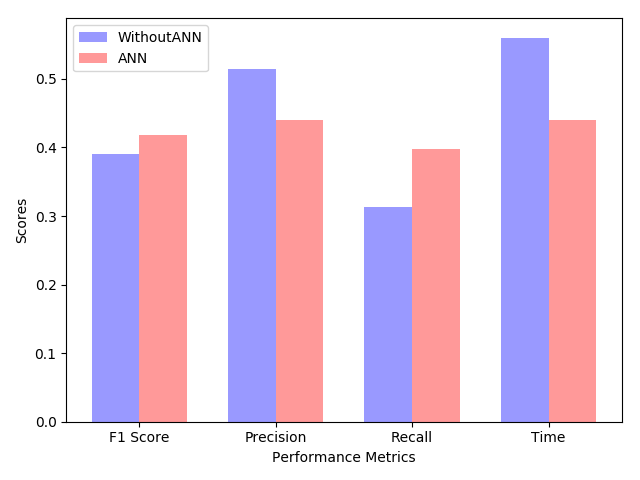 WithoutANN
ANN
0.5
0.4
0.3
0.2
0.1
0.0
Scores
F1 Score Precision Recall Time
Performance Metrics